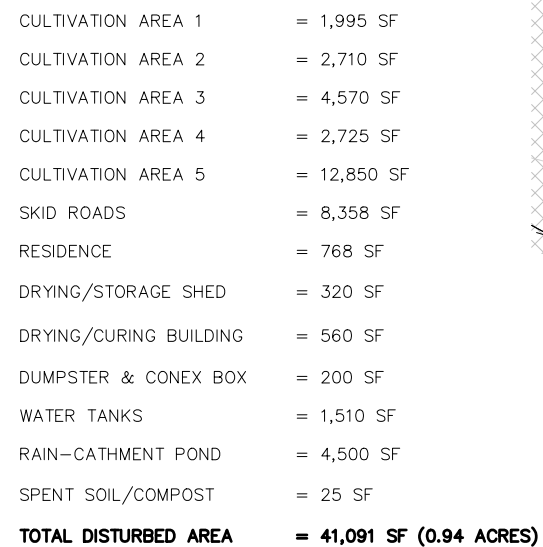 CULTIVATION AREA 1 = 1,995 SF
CULTIVATION AREA 2 = 2,710 SF
CULTIVATION AREA 3 = 4,570 SF
CULTIVATION AREA 4 = 2,725 SF
CULTIVATION AREA 5 = 12,850 SF
SKID ROADS = 8,358 SF
RESIDENCE = 768 SF
DRYING/STORAGE SHED = 320 SF
DRYING/CURING BUILDING = 560 SF
DUMPSTER & CONEX BOX = 200 SF
WATER TANKS = 1,510 SF
RAIN-CATHMENT POND = 4,500 SF
SPENT SOIL/COMPOST = 25 SF
TOTAL DISTURBED AREA = 41,091 SF (0.94 ACRES)